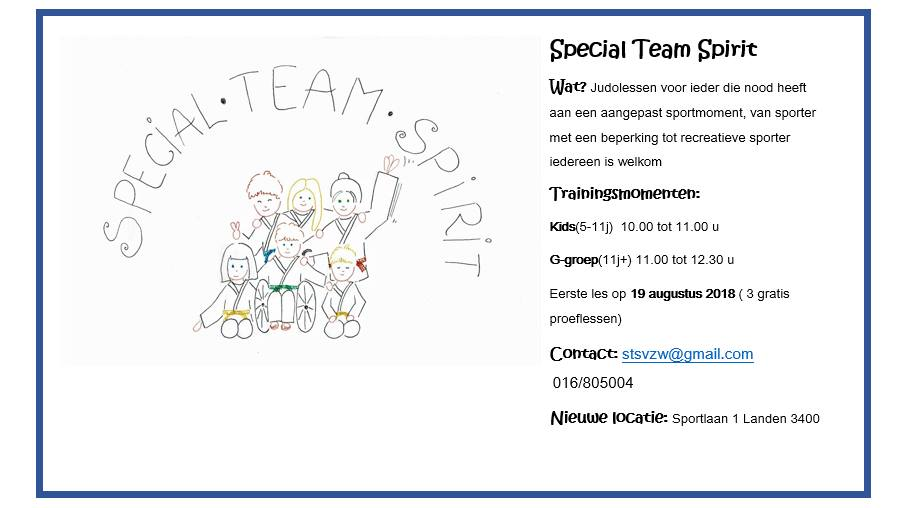 SPECIAL·TEAM·SPIRIT
Special Team Spirit
Wat? Judolessen voor ieder die nood heeft
aan een aangepast sportmoment, van sporter
met een beperking tot recreatieve sporter
iedereen is welkom
Trainingsmomenten:
Kids(5-11j) 10.00 tot 11.00 u
G-groep(11j+) 11.00 tot 12.30 u
Eerste les op 19 augustus 2018 ( 3 gratis
proeflessen)
Contact: stsvzw@gmail.com
016/805004
Nieuwe locatie: Sportlaan 1 Landen 3400